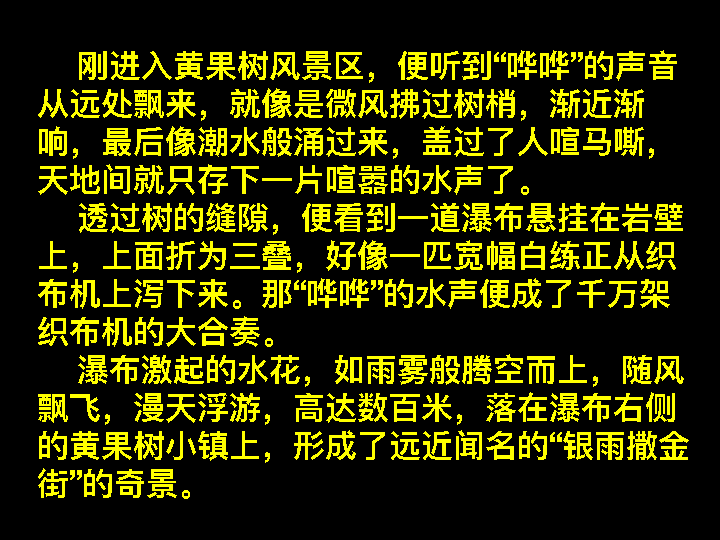 刚进入黄果树风景区，便听到“哗哗”的声音
从远处飘来，就像是微风拂过树梢，渐近渐
响，最后像潮水般涌过来，盖过了人喧马嘶，
天地间就只存下一片喧嚣的水声了。
透过树的缝隙，便看到一道瀑布悬挂在岩壁
上，上面折为三叠，好像一匹宽幅白练正从织
布机上泻下来。那“哗哗”的水声便成了千万架
织布机的大合奏。
瀑布激起的水花，如雨雾般腾空而上，随风
飘飞，漫天浮游，高达数百米，落在瀑布右侧
的黄果树小镇上，形成了远近闻名的“银雨撒金
街”的奇景。